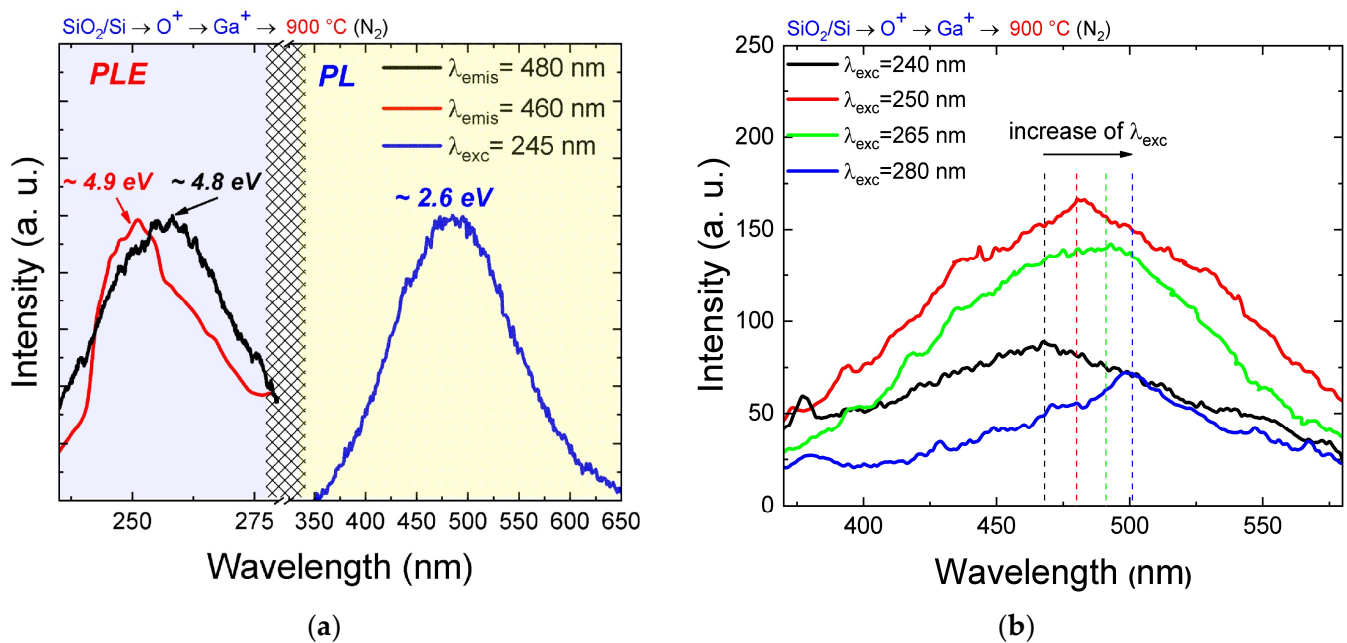 SiO₂/Si → O⁺ → Ga⁺ → 900 °C (N₂)
PLE
PL
λemis= 480 nm
λemis= 460 nm
λexc= 245 nm
~ 4.9 eV
~ 4.8 eV
~ 2.6 eV
Intensity (a. u.)
250 275 350 400 450 500 550 600 650
Wavelength (nm)
(a)
SiO₂/Si → O⁺ → Ga⁺ → 900 °C (N₂)
λexc=240 nm
λexc=250 nm
λexc=265 nm
λexc=280 nm
increase of λexc
250
200
150
100
50
0
Intensity (a. u.)
400 450 500 550
Wavelength (nm)
(b)